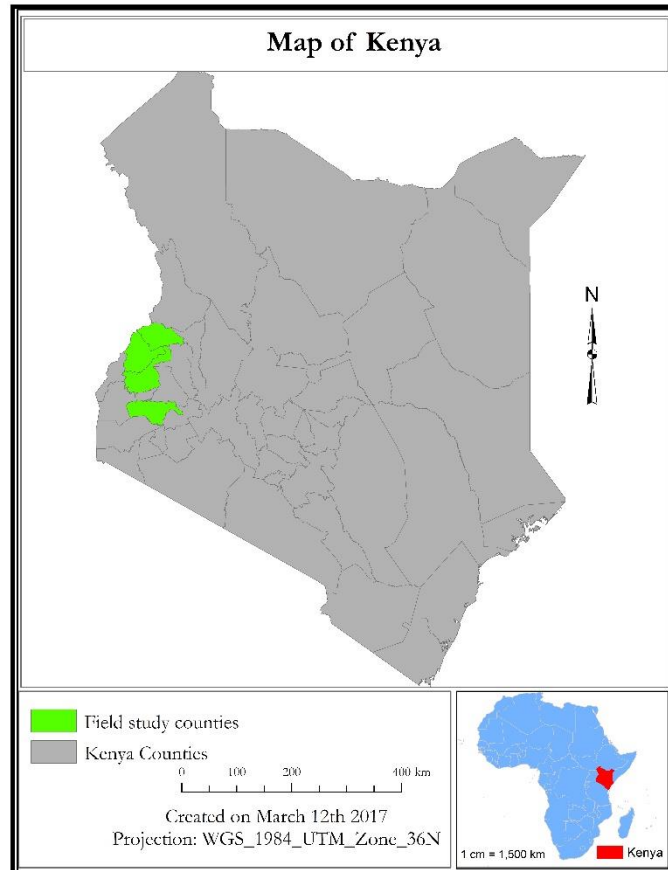 Map of Kenya
N
Field study counties
Kenya Counties
0 100 200 400 km
Created on March 12th 2017
Projection: WGS_1984_UTM_Zone_36N
1 cm = 1,500 km
Kenya